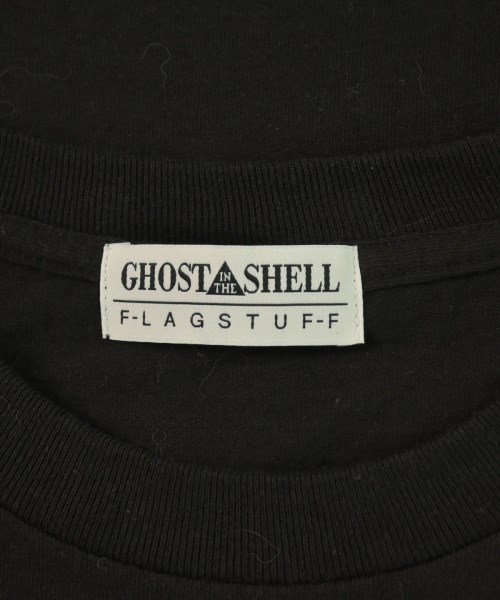 GHOST IN THE SHELL
F-LAGSTUF-F